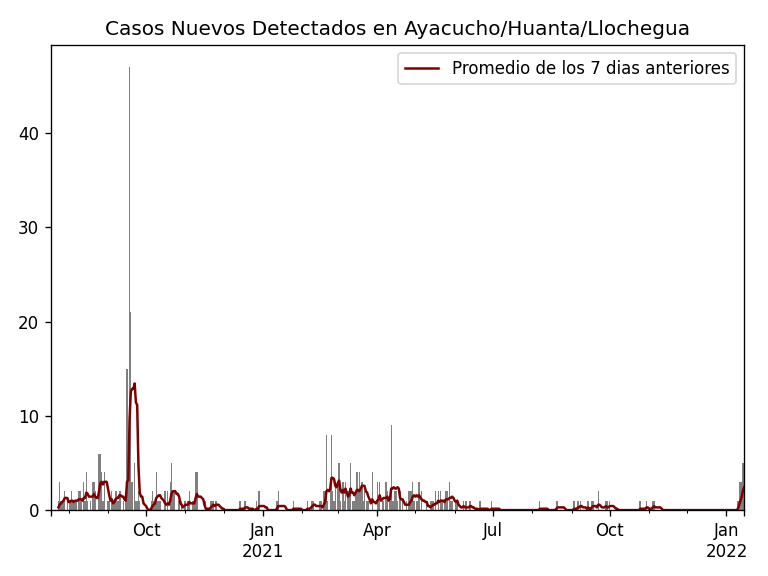 Casos Nuevos Detectados en Ayacucho/Huanta/Llochegua
Promedio de los 7 dias anteriores
40
30
20
10
0
Oct
Jan
2021
Apr
Jul
Oct
Jan
2022